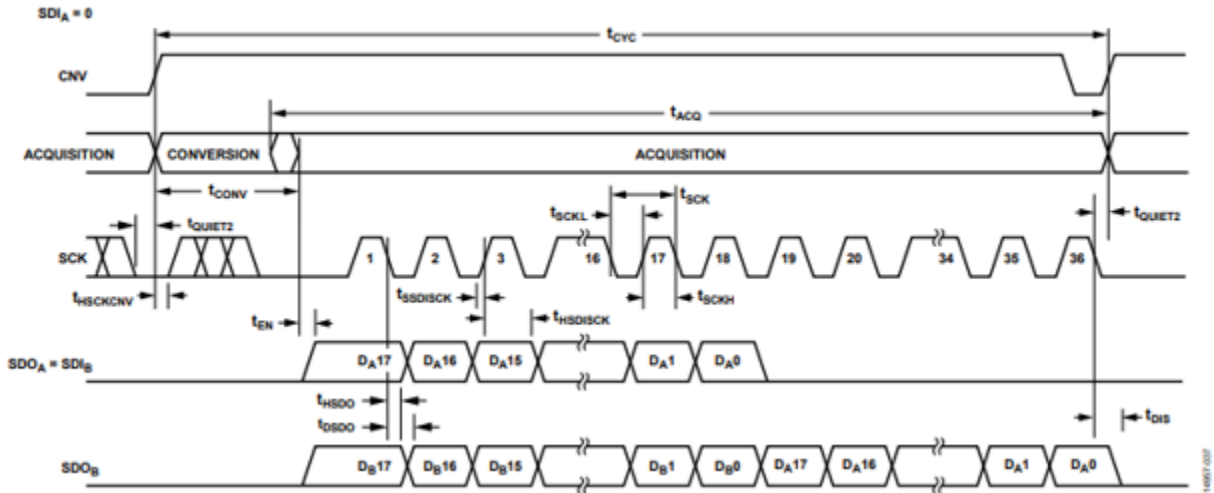 SDIA = 0
tCYC
CNV
tACQ
ACQUISITION CONVERSION ACQUISITION
tCONV tSCK
tQUIET2 tSCKL tQUIET2
SCK 1 2 3 16 17 18 19 20 34 35 36
tHSCKCNV tSSDISCK tSCKH
tEN tHSDISCK
SDOA = SDIB DA17 DA16 DA15 DA1 DA0
tHSDO
tDSDO tDIS
SDOB DB17 DB16 DB15 DB1 DB0 DA17 DA16 DA1 DA0